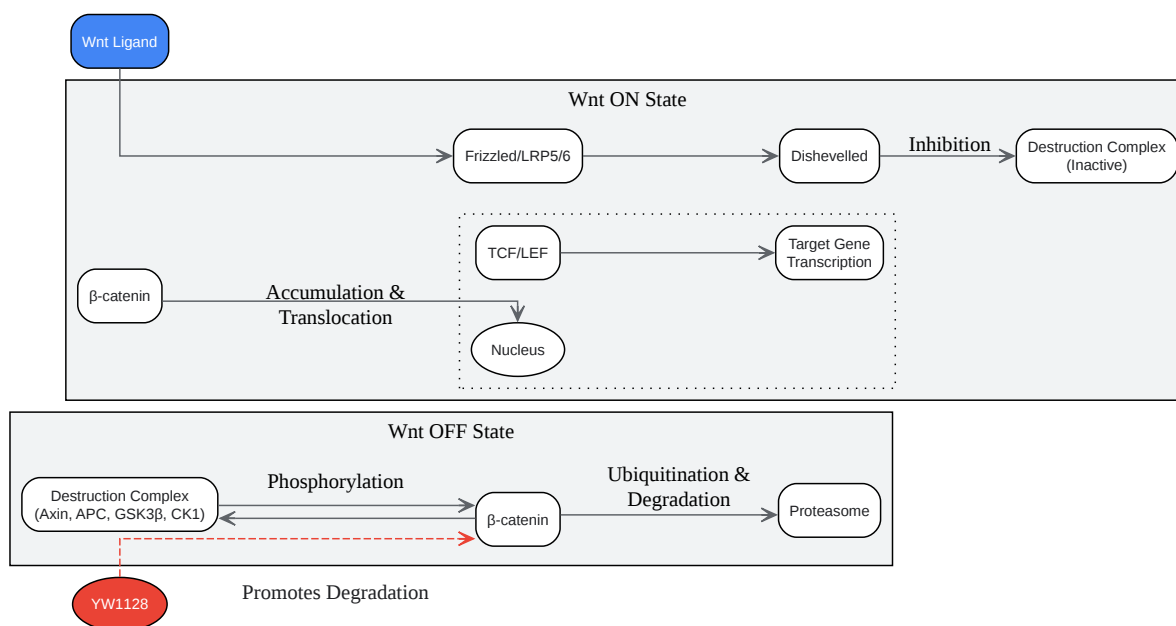 Wnt Ligand
Wnt ON State
Frizzled/LRP5/6
Dishevelled
Inhibition
Destruction Complex
(Inactive)
TCF/LEF
Target Gene
Transcription
β-catenin
Accumulation &
Translocation
Nucleus
Wnt OFF State
Destruction Complex
(Axin, APC, GSK3β, CK1)
Phosphorylation
β-catenin
Ubiquitination &
Degradation
Proteasome
YW1128
Promotes Degradation